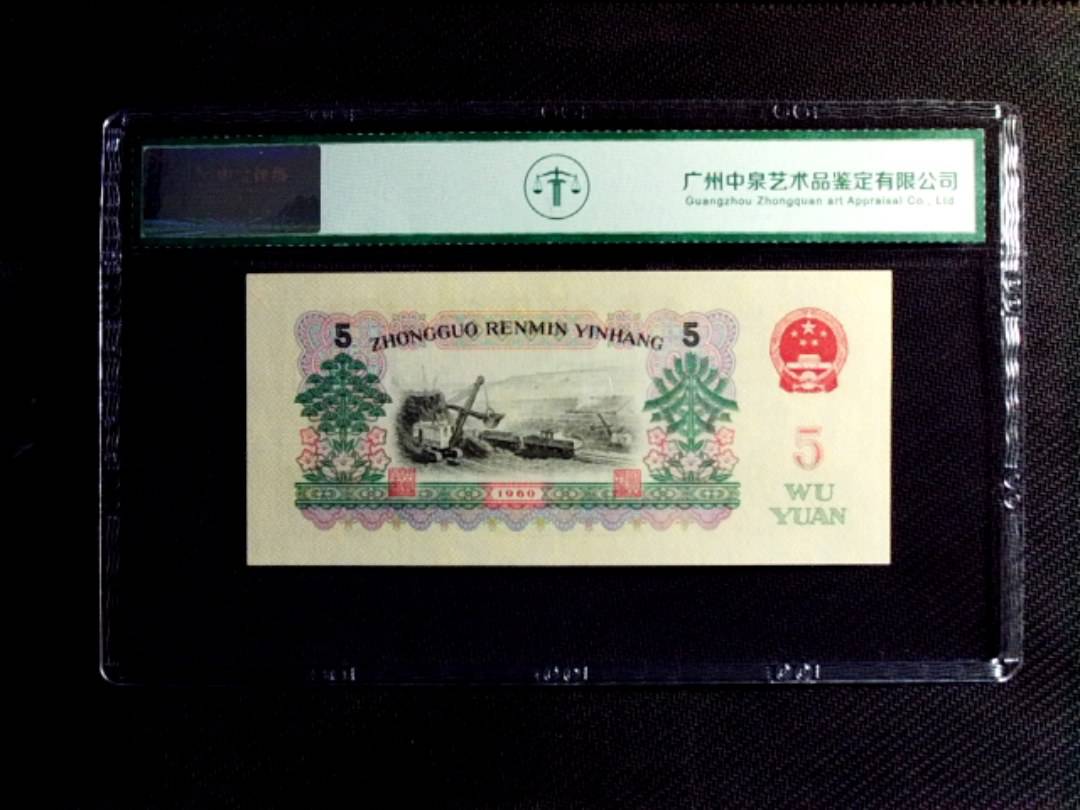 广州中泉艺术品鉴定有限公司
Guangzhou Zhongquan art Appraisal Co., Ltd
5 ZHONGGUO RENMIN YINHANG 5
1960
5
WU
YUAN